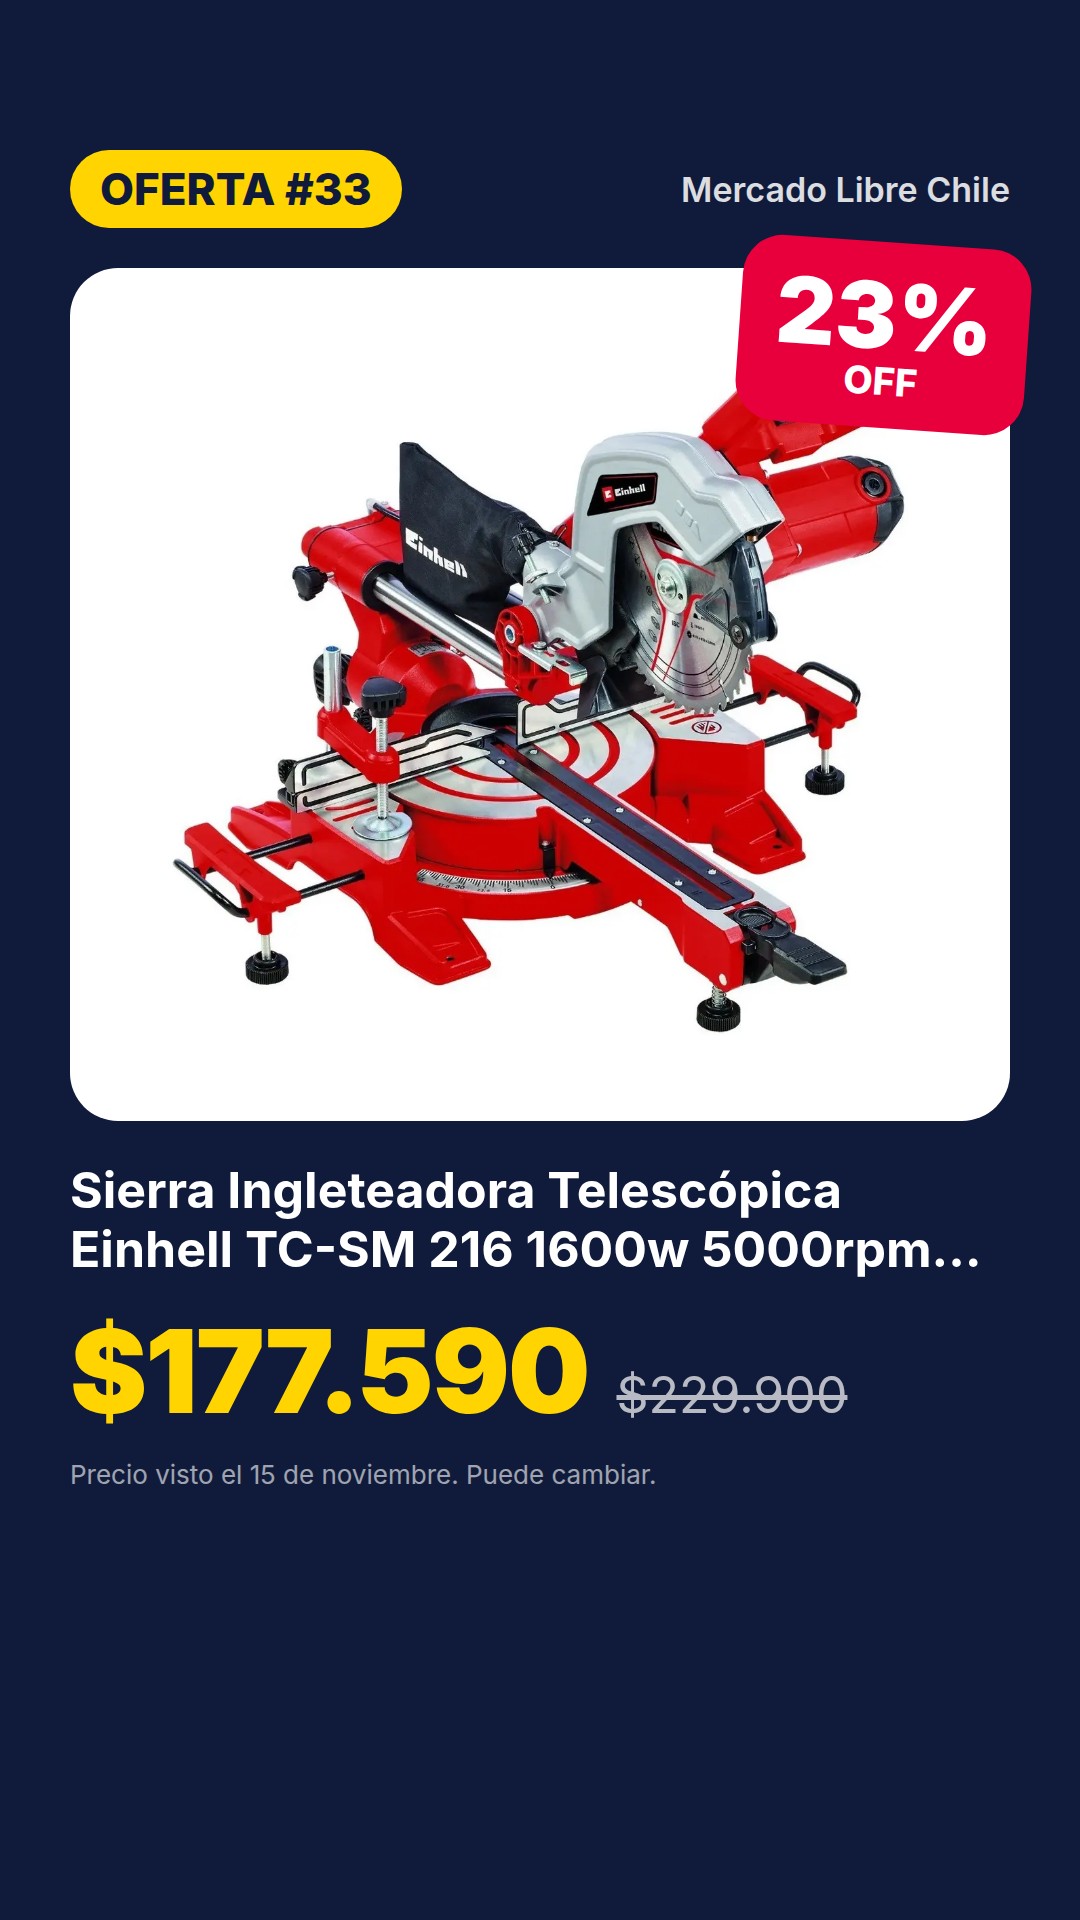 OFERTA #33
Mercado Libre Chile
23%
OFF
Einhell
Einhell
Sierra Ingleteadora Telescópica
Einhell TC-SM 216 1600w 5000rpm...
$177.590 $229.900
Precio visto el 15 de noviembre. Puede cambiar.